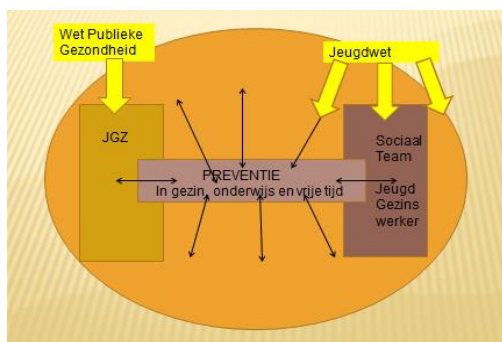 Wet Publieke
Gezondheid
Jeugdwet
JGZ
PREVENTIE
In gezin, onderwijs en vrije tijd
Sociaal
Team
Jeugd
Gezins
werker